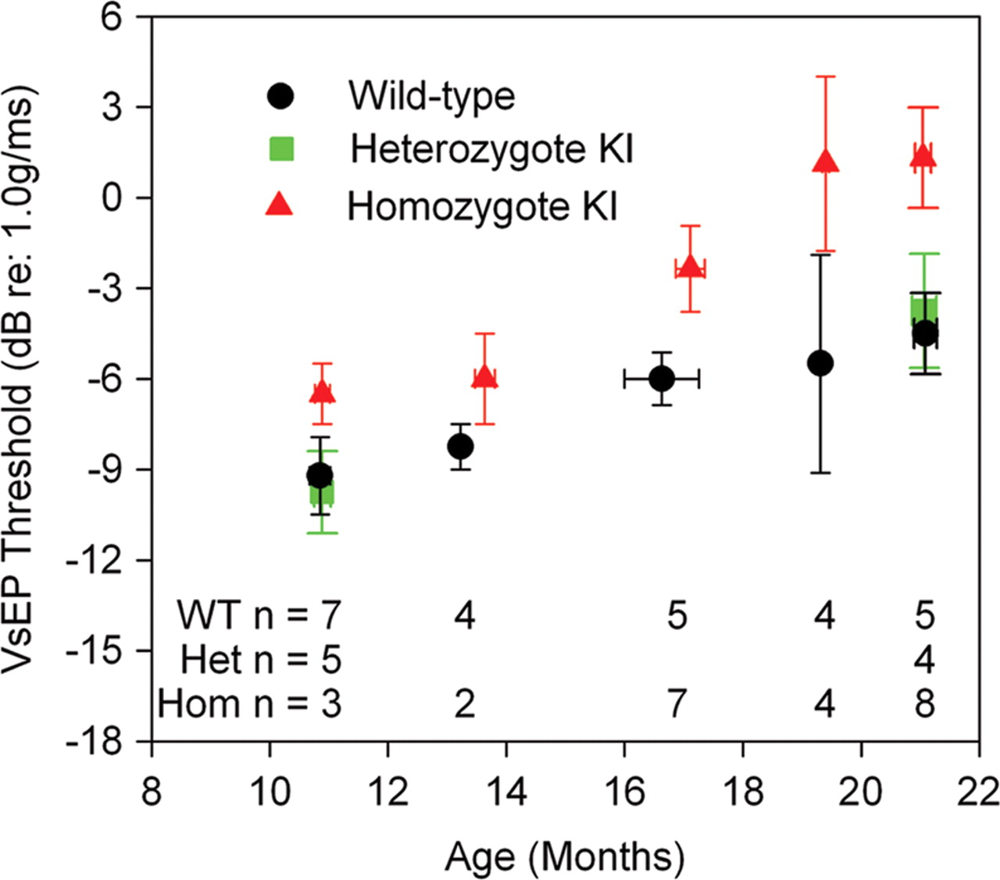 VsEP Threshold (dB re: 1.0g/ms)
6
3
0
-3
-6
-9
-12
-15
-18
Wild-type
Heterozygote KI
Homozygote KI
WT n = 7 4 5 4 5
Het n = 5 4
Hom n = 3 2 7 4 8
8 10 12 14 16 18 20 22
Age (Months)